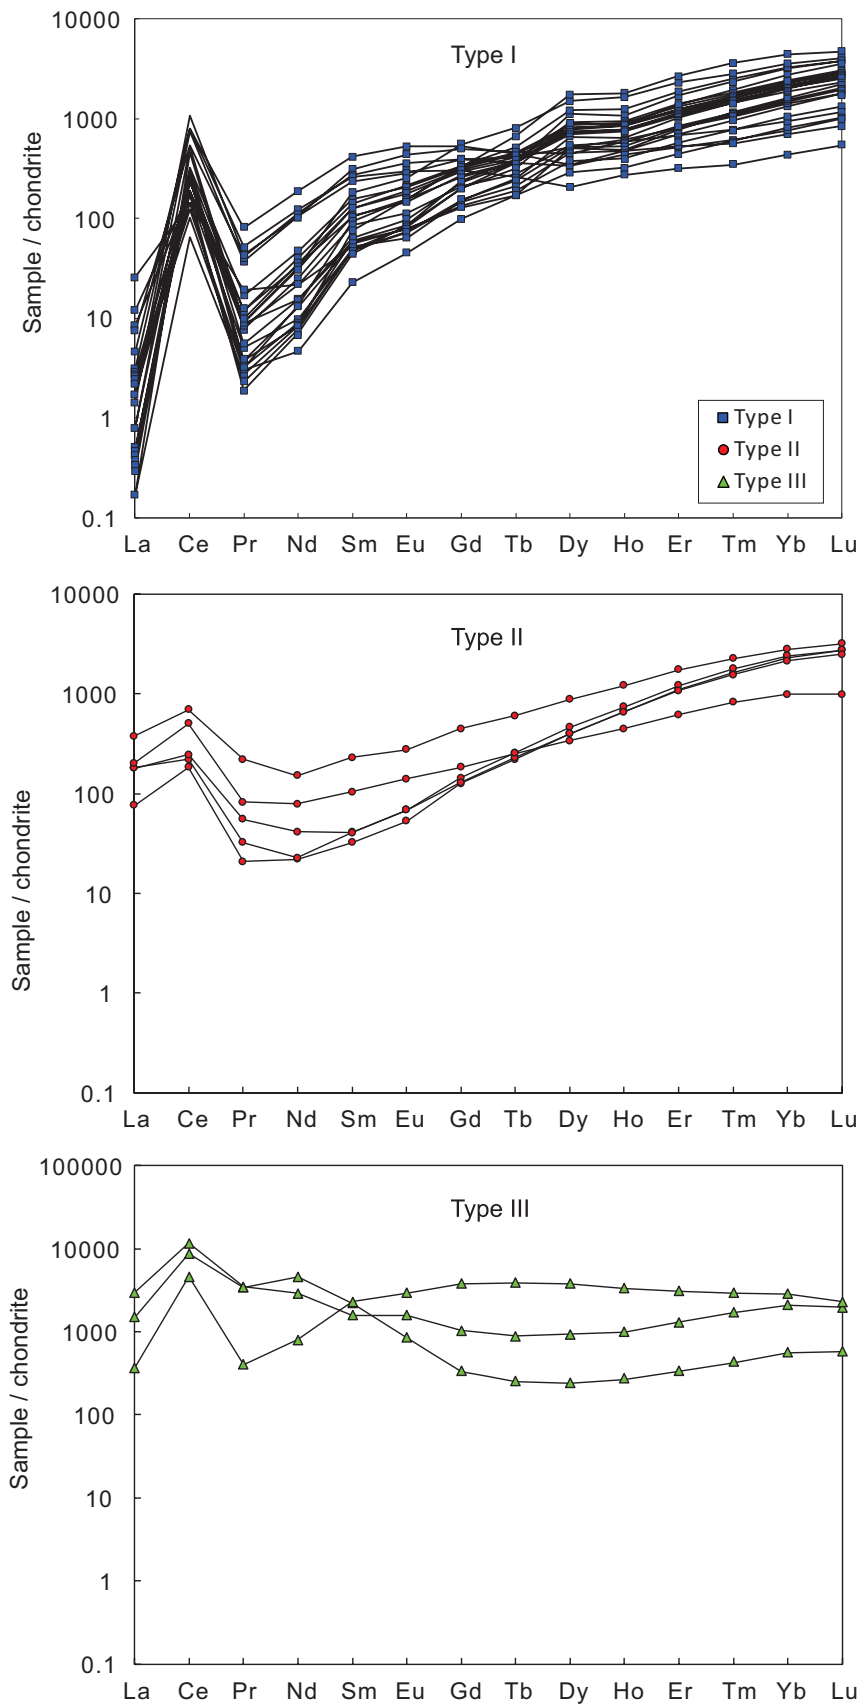 Type I
Sample / chondrite
10000
1000
100
10
1
0.1
Type I
Type II
Type III
La Ce Pr Nd Sm Eu Gd Tb Dy Ho Er Tm Yb Lu
Type II
Sample / chondrite
10000
1000
100
10
1
0.1
La Ce Pr Nd Sm Eu Gd Tb Dy Ho Er Tm Yb Lu
Type III
Sample / chondrite
100000
10000
1000
100
10
1
0.1
La Ce Pr Nd Sm Eu Gd Tb Dy Ho Er Tm Yb Lu